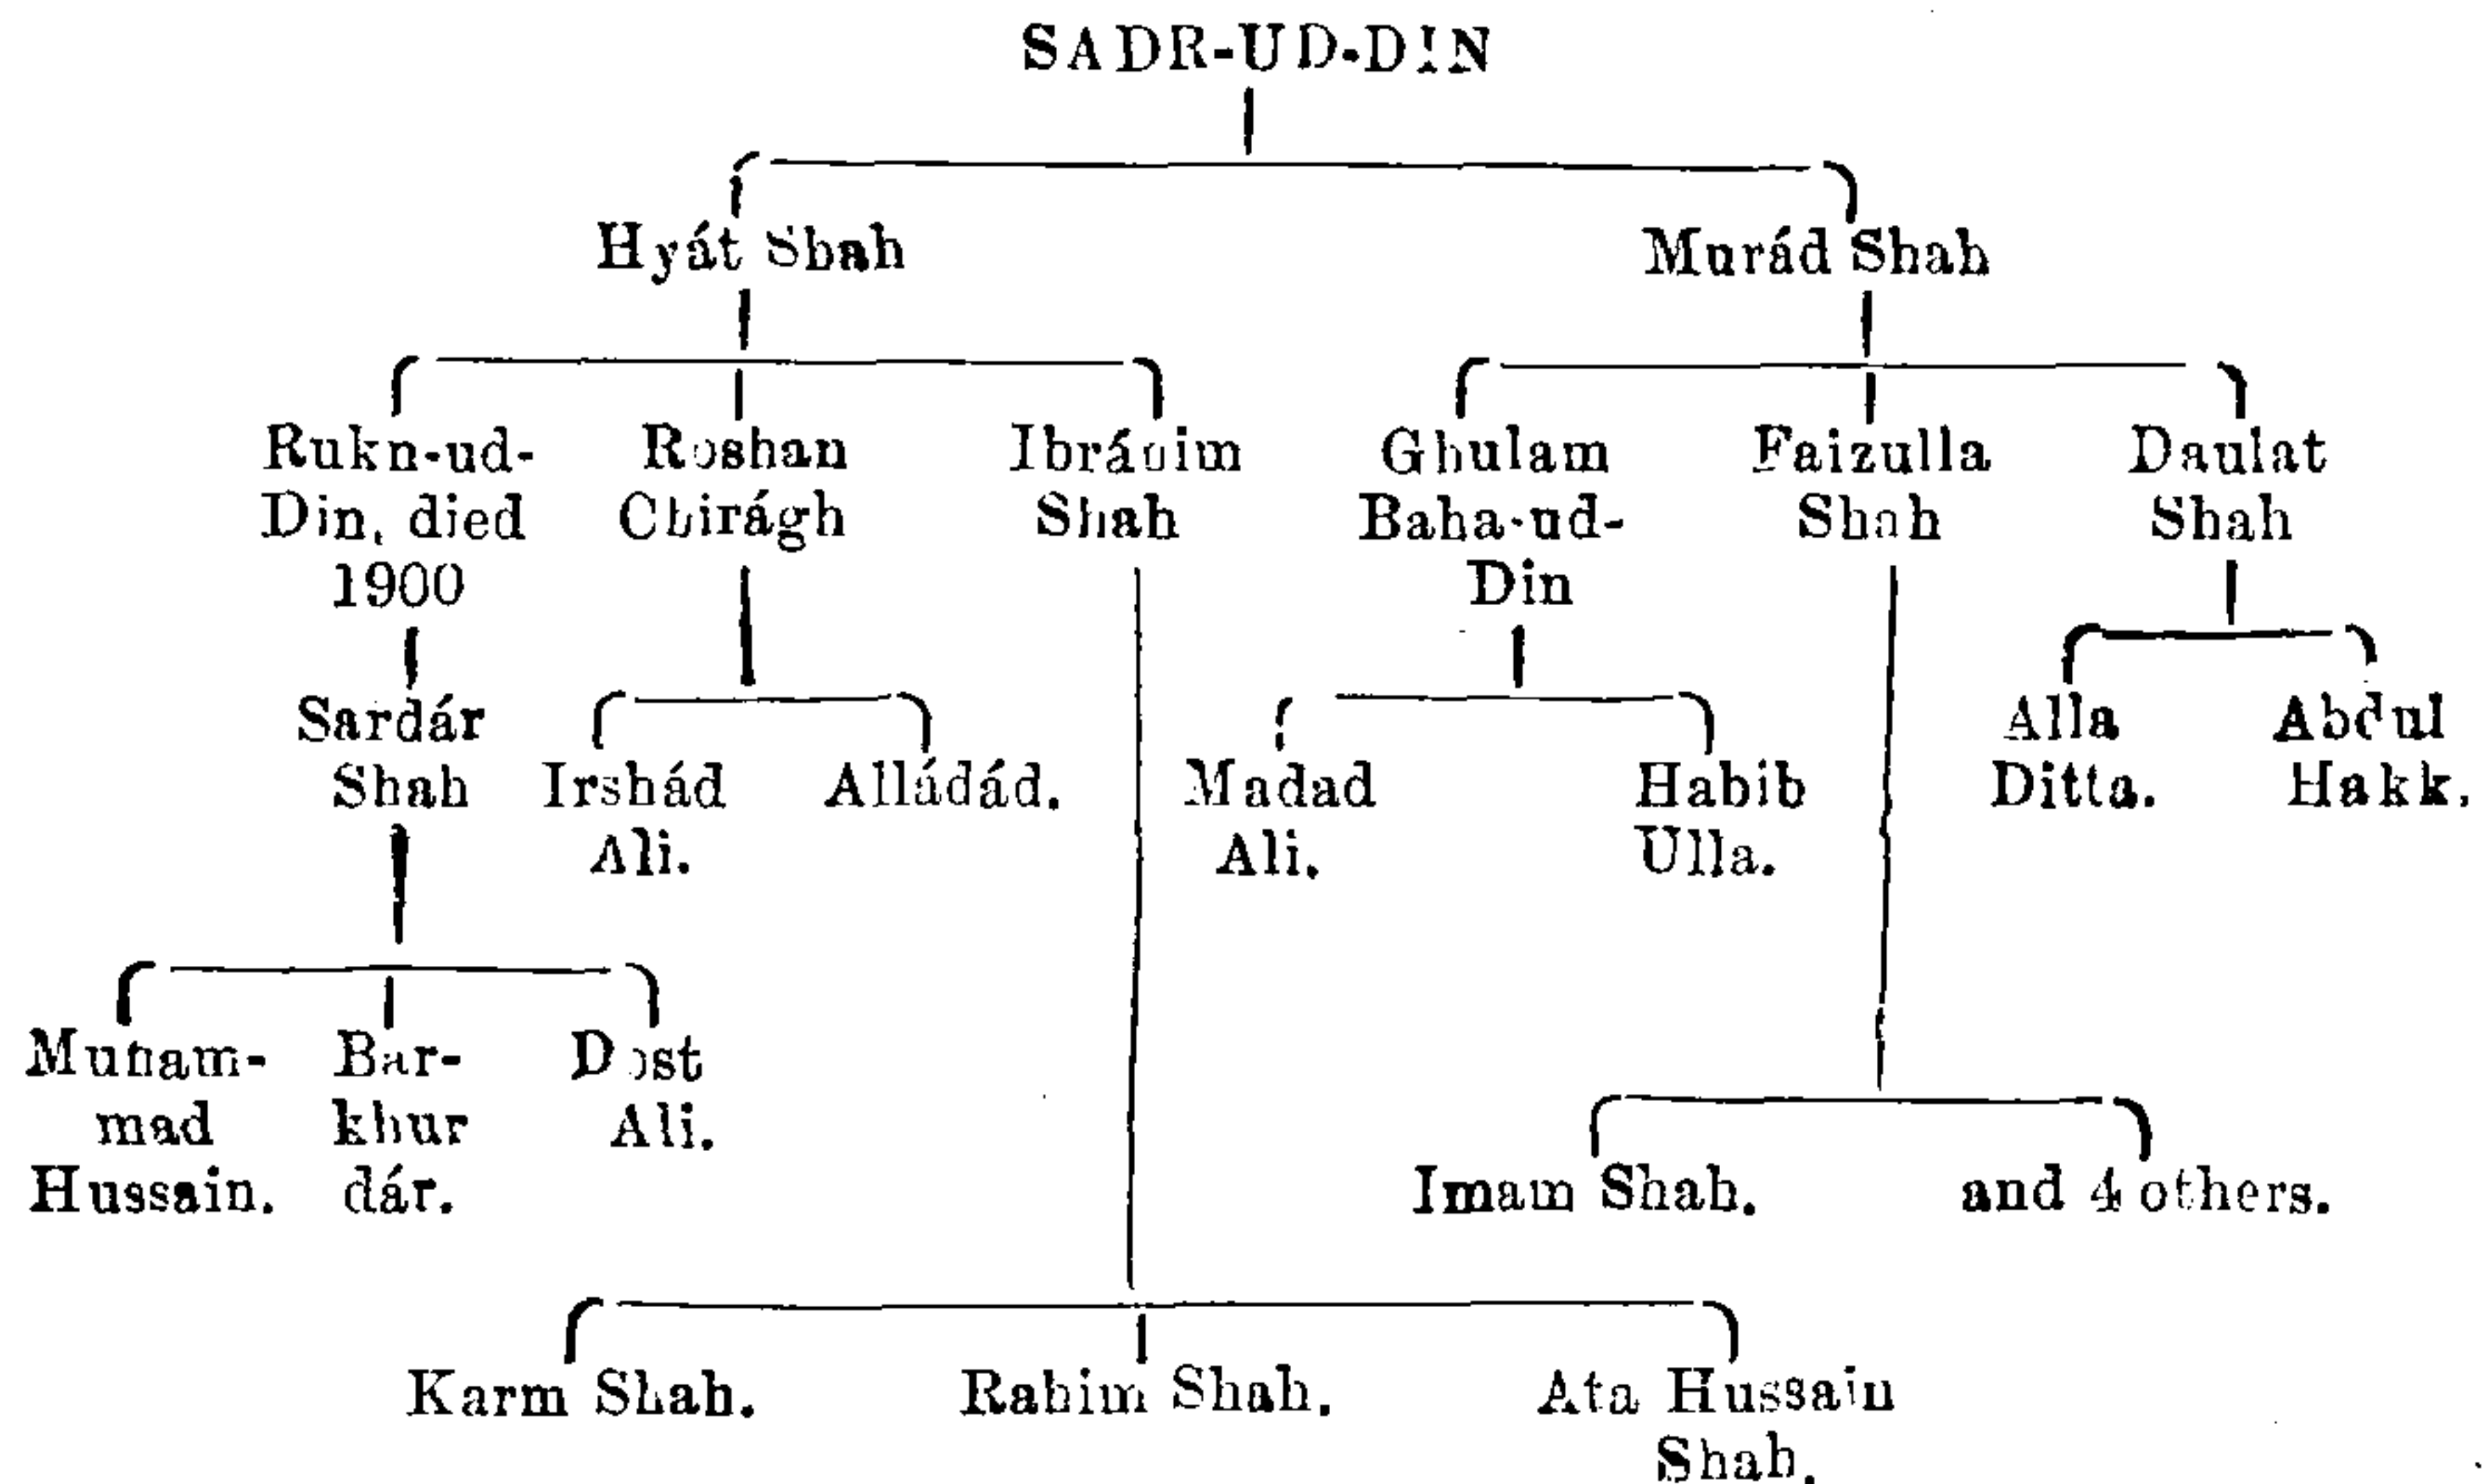 SADR-UD-DIN
Hyát Shah
Murád Shah
Rukn-ud-
Din, died
1900
Roshan
Chirágh
Ibráhim
Shah
Ghulam
Baha-ud-
Din
Faizulla
Shah
Daulat
Shah
Sardár
Shah
Irshád
Ali.
Alládád.
Madad
Ali.
Habib
Ulla.
Alla
Ditta.
Abdul
Hakk.
Muham-
mad
Hussain.
Bar-
khur
dár.
Dost
Ali.
Imam Shah.
and 4 others.
Karm Shah.
Rahim Shah.
Ata Hussain
Shah.